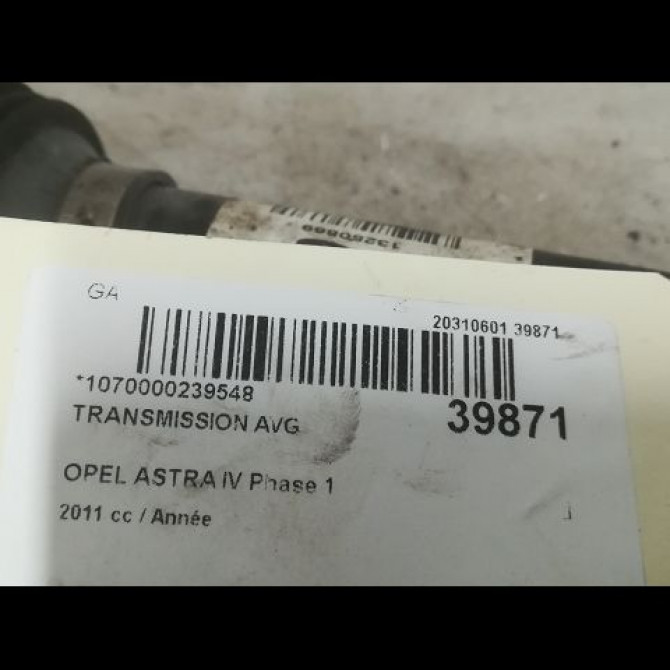 GA
20310601 39871
*1070000239548
39871
TRANSMISSION AVG
OPEL ASTRA IV Phase 1
2011 cc / Année